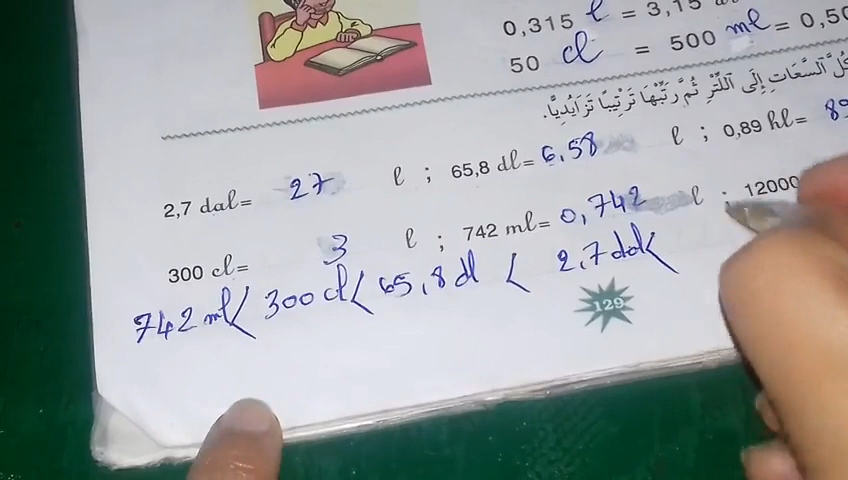 0,315 l = 3,15
50 cl = 500 ml = 0,50
كُلَّ ٱلسَّعَاتِ إِلَى ٱللِّتْرِ ثُمَّ رَتِّبْهَا تَرْتِيبًا تَزَايُدِيًّا.
2,7 dal= 27 l ; 65,8 dl= 6,58 l ; 0,89 hl= 89
300 cl= 3 l ; 742 ml= 0,742 l ; 12000
742 ml < 300 cl < 65,8 dl < 2,7 dal <
129